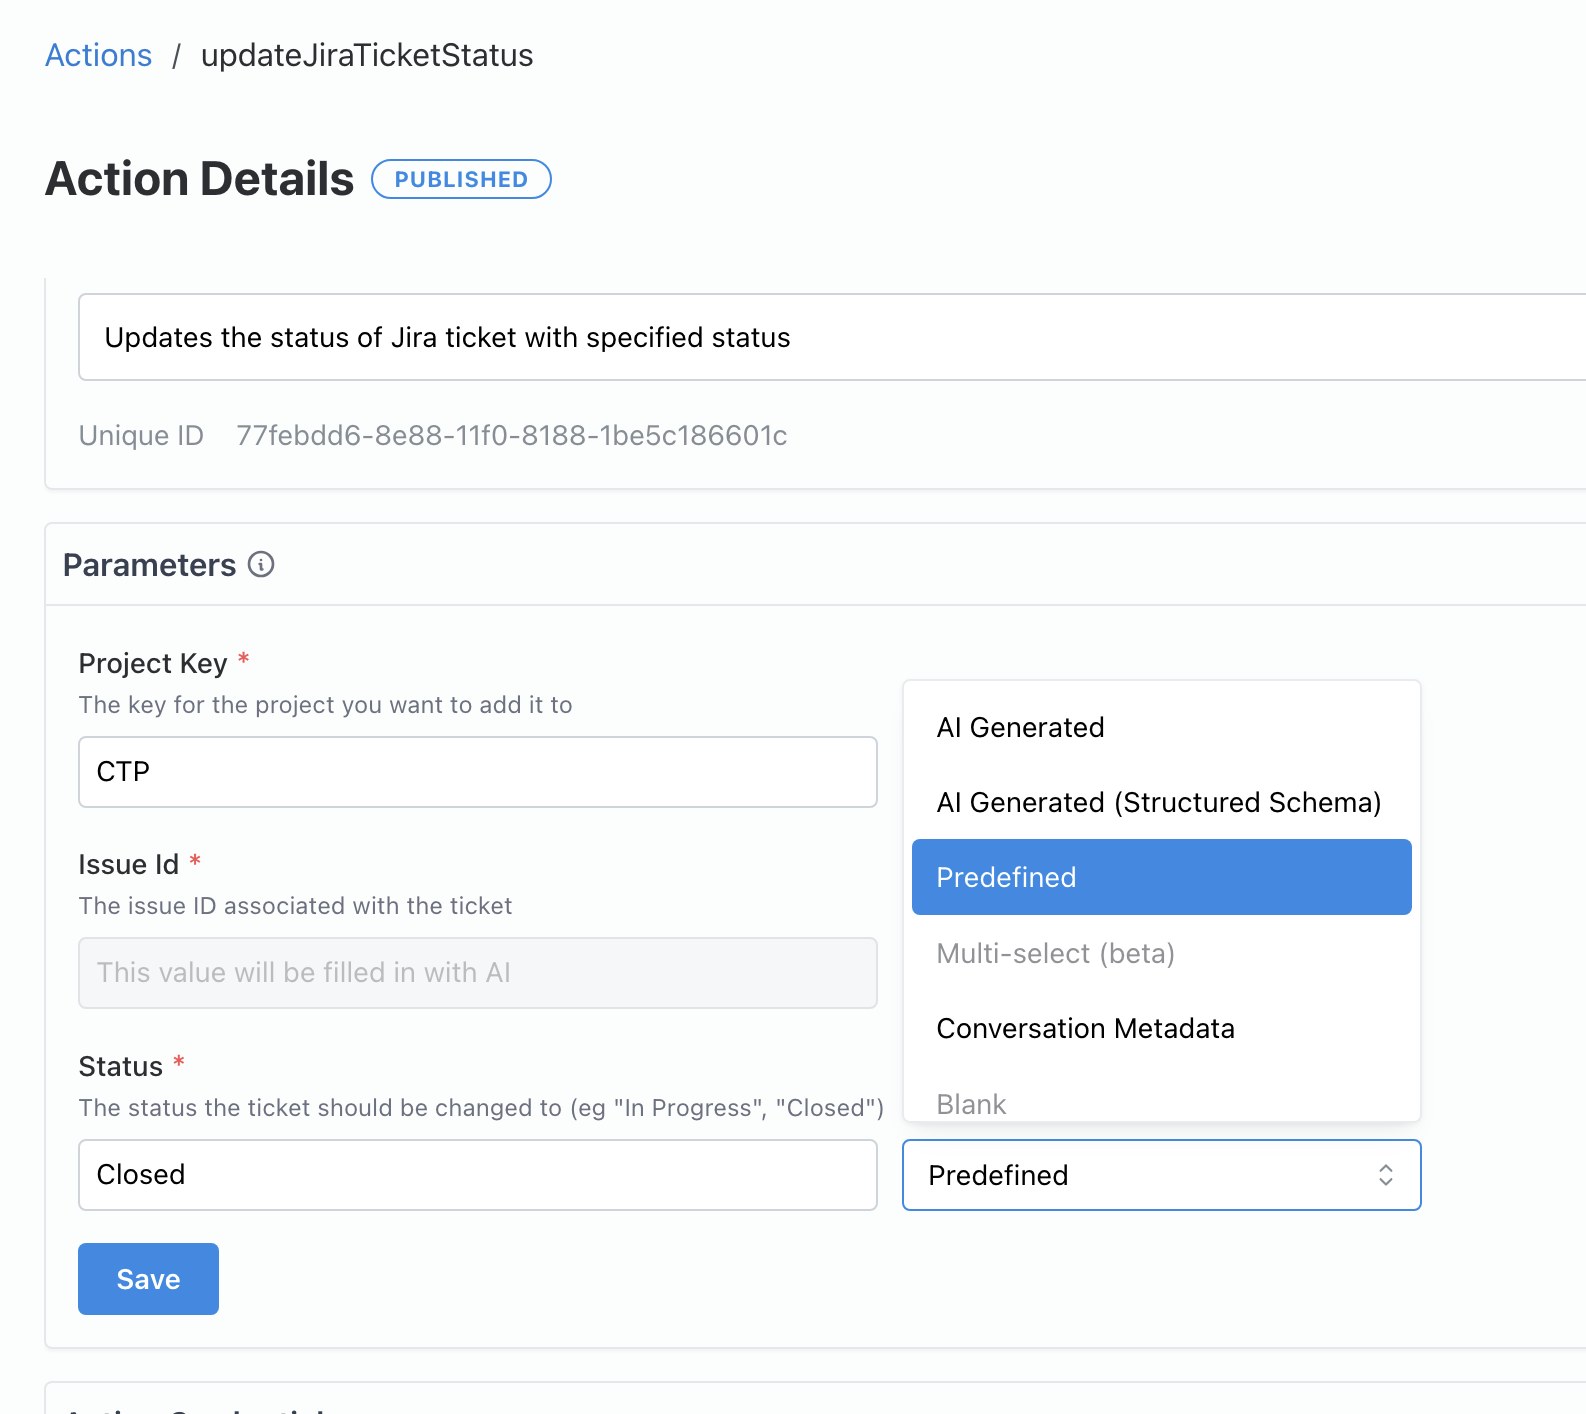 Actions / updateJiraTicketStatus
Action Details PUBLISHED
Updates the status of Jira ticket with specified status
Unique ID 77febdd6-8e88-11f0-8188-1be5c186601c
Parameters
Project Key *
The key for the project you want to add it to
CTP
Issue Id *
The issue ID associated with the ticket
This value will be filled in with AI
Status *
The status the ticket should be changed to (eg "In Progress", "Closed")
Closed
AI Generated
AI Generated (Structured Schema)
Predefined
Multi-select (beta)
Conversation Metadata
Blank
Predefined
Save